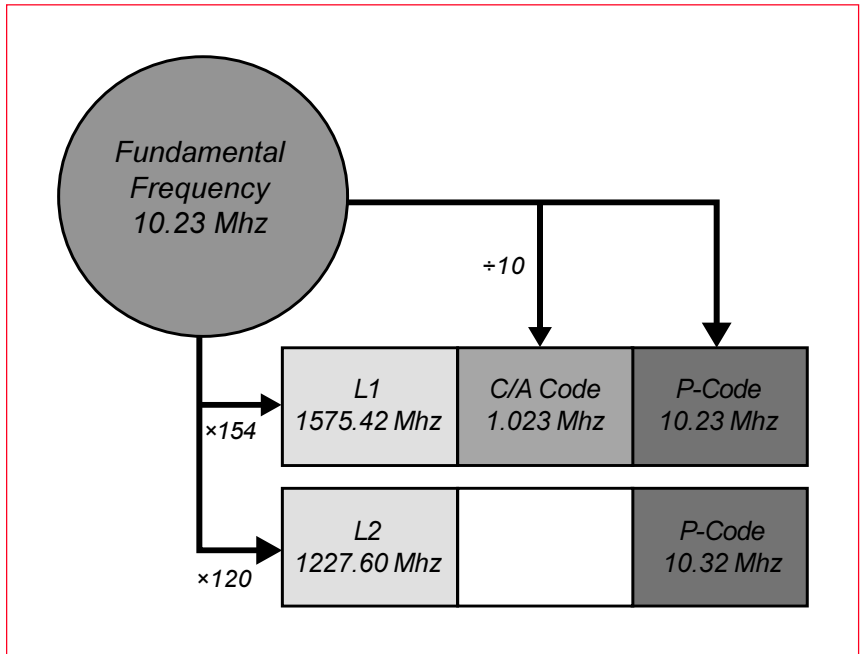 Fundamental
Frequency
10.23 Mhz
÷10
×154
L1
1575.42 Mhz
C/A Code
1.023 Mhz
P-Code
10.23 Mhz
×120
L2
1227.60 Mhz
P-Code
10.32 Mhz